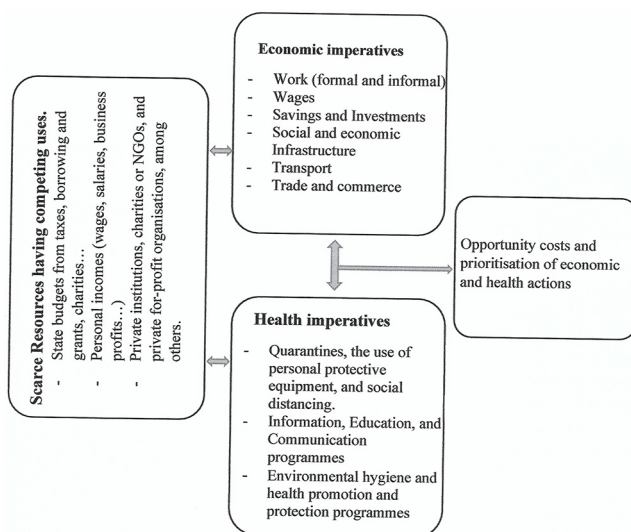 Scarce Resources having competing uses.
- State budgets from taxes, borrowing and
grants, charities…
- Personal incomes (wages, salaries, business
profits…)
- Private institutions, charities or NGOs, and
private for-profit organisations, among
others.
Economic imperatives
- Work (formal and informal)
- Wages
- Savings and Investments
- Social and economic
Infrastructure
- Transport
- Trade and commerce
Opportunity costs and
prioritisation of economic
and health actions
Health imperatives
- Quarantines, the use of
personal protective
equipment, and social
distancing.
- Information, Education, and
Communication
programmes
- Environmental hygiene and
health promotion and
protection programmes